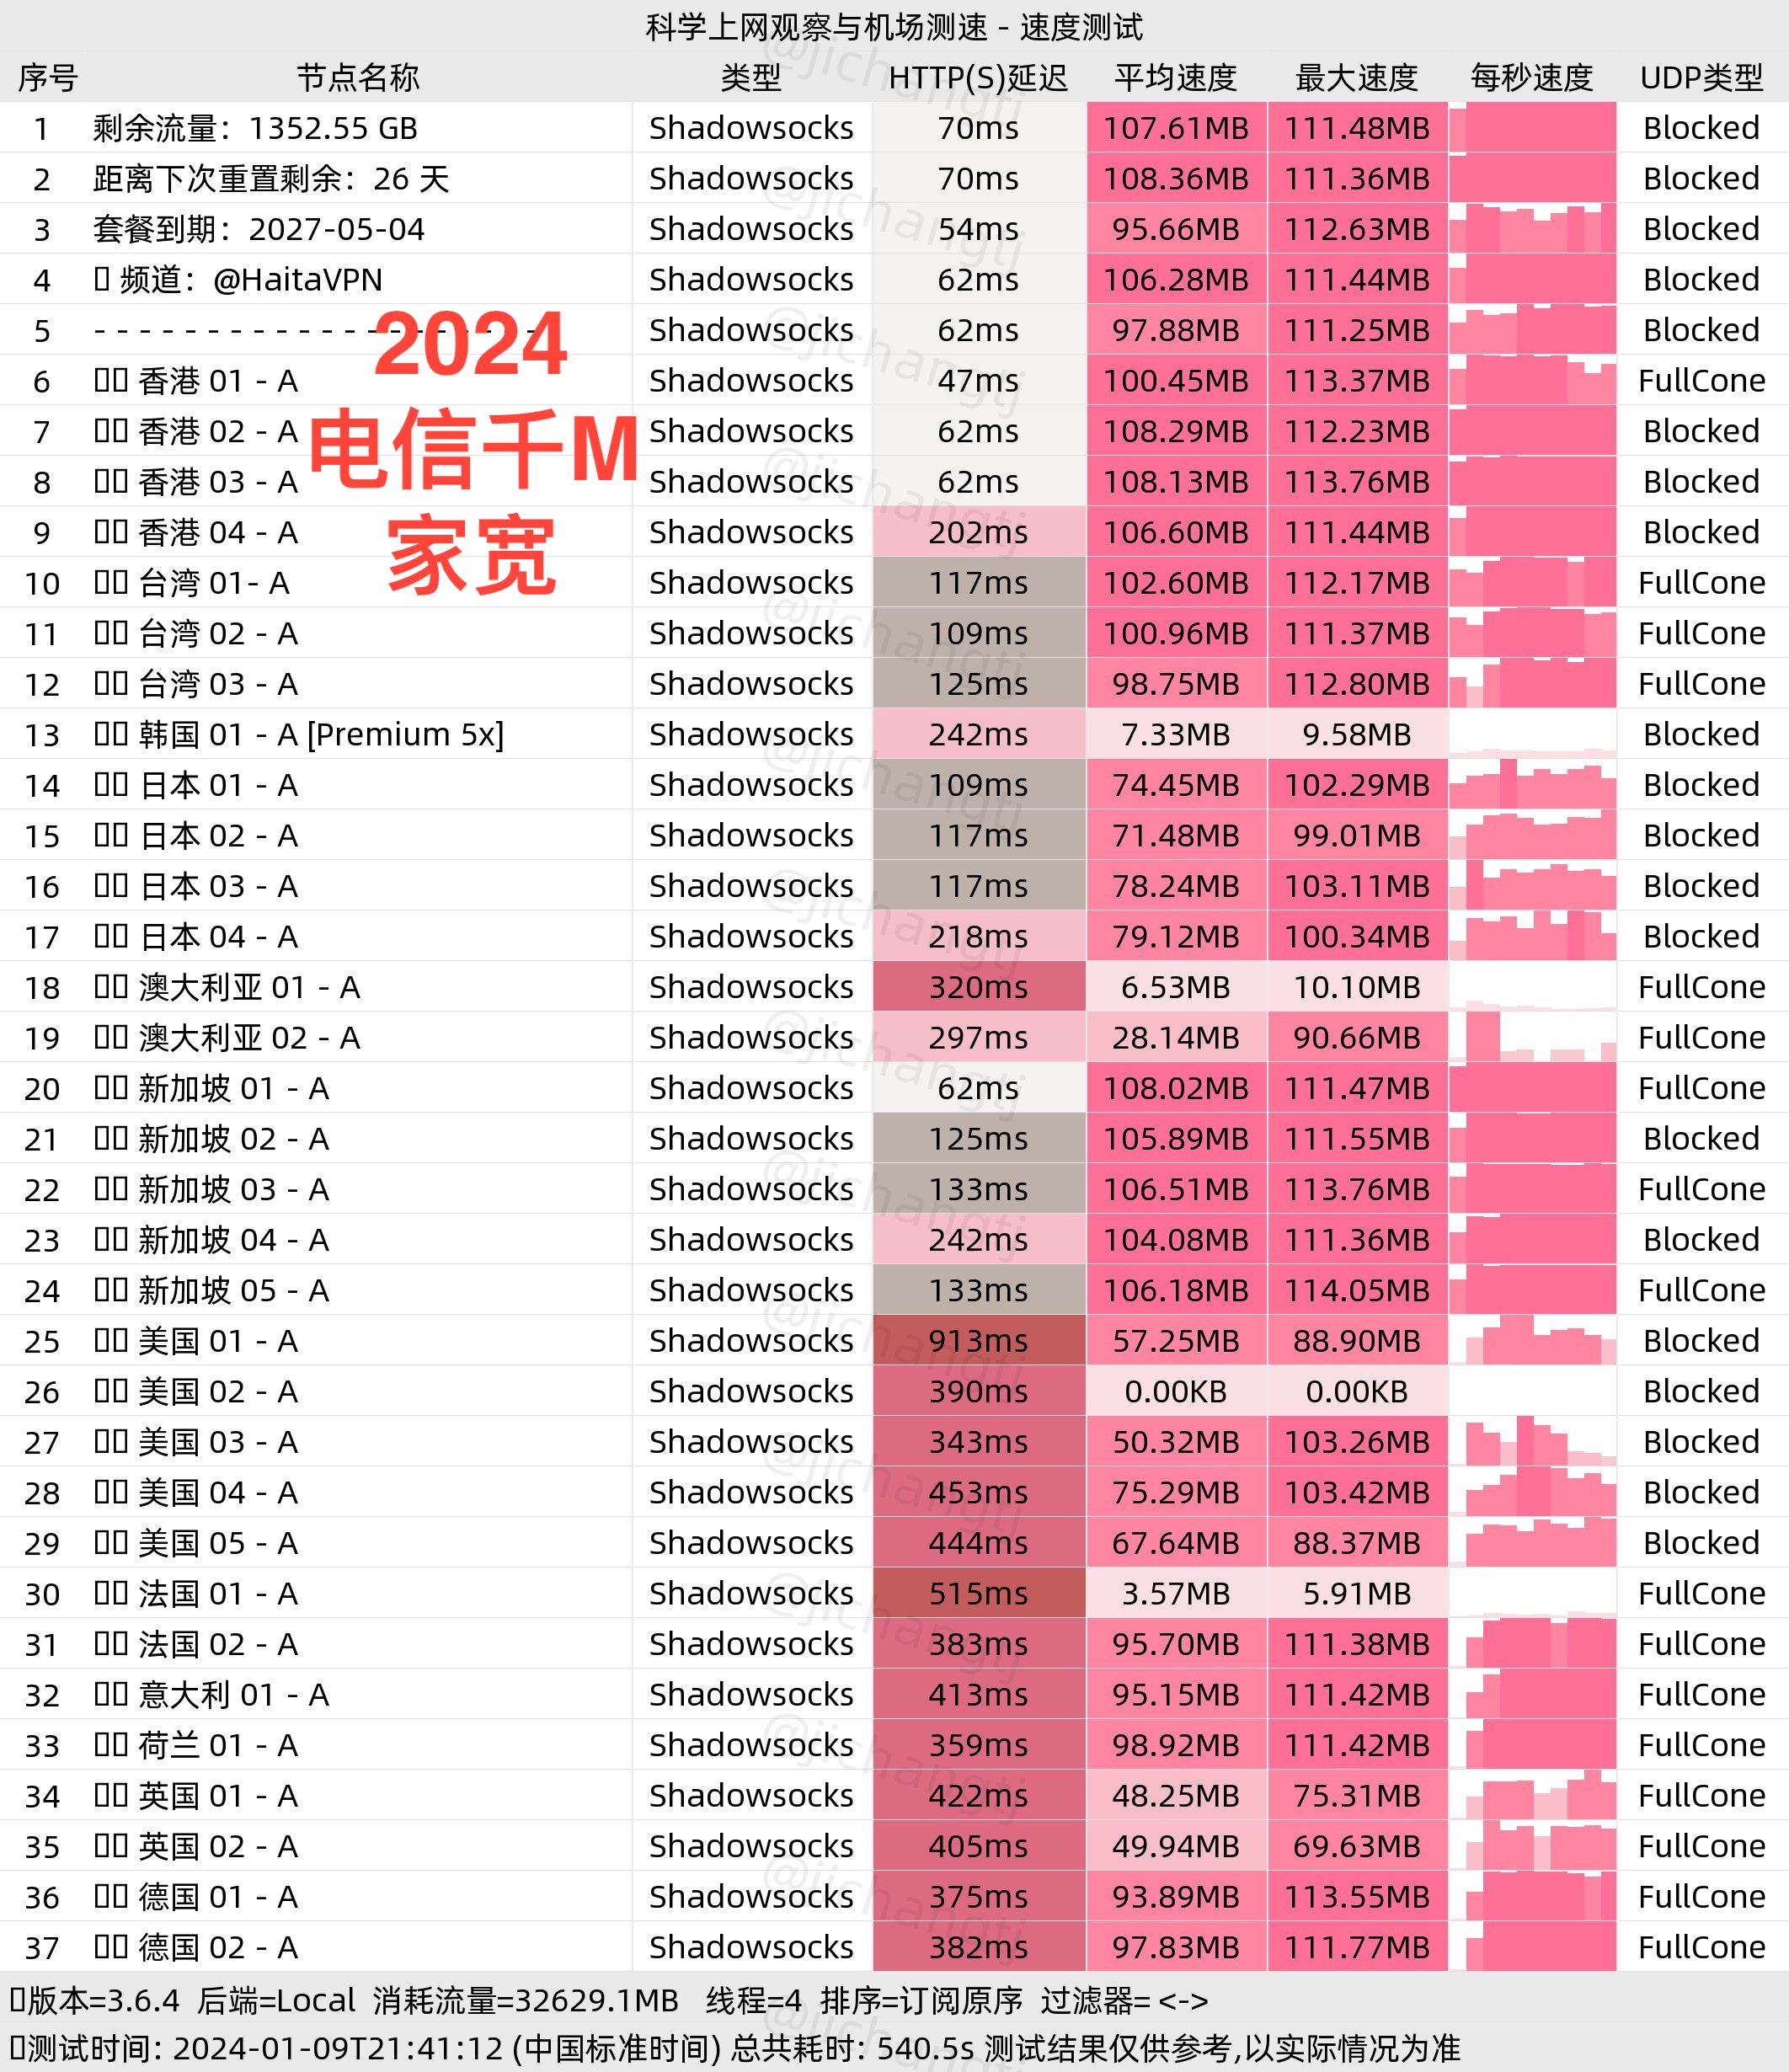 科学上网观察与机场测速 - 速度测试
序号 节点名称 类型 HTTP(S)延迟 平均速度 最大速度 每秒速度 UDP类型
1 剩余流量：1352.55 GB Shadowsocks 70ms 107.61MB 111.48MB Blocked
2 距离下次重置剩余：26 天 Shadowsocks 70ms 108.36MB 111.36MB Blocked
3 套餐到期：2027-05-04 Shadowsocks 54ms 95.66MB 112.63MB Blocked
4 频道：@HaitaVPN Shadowsocks 62ms 106.28MB 111.44MB Blocked
5 - - - - - - - - - - - - - - - - - - - - Shadowsocks 62ms 97.88MB 111.25MB Blocked
2024
6 香港 01 - A Shadowsocks 47ms 100.45MB 113.37MB FullCone
7 香港 02 - A Shadowsocks 62ms 108.29MB 112.23MB Blocked
电信千M
8 香港 03 - A Shadowsocks 62ms 108.13MB 113.76MB Blocked
9 香港 04 - A Shadowsocks 202ms 106.60MB 111.44MB Blocked
家宽
10 台湾 01- A Shadowsocks 117ms 102.60MB 112.17MB FullCone
11 台湾 02 - A Shadowsocks 109ms 100.96MB 111.37MB FullCone
12 台湾 03 - A Shadowsocks 125ms 98.75MB 112.80MB FullCone
13 韩国 01 - A [Premium 5x] Shadowsocks 242ms 7.33MB 9.58MB Blocked
14 日本 01 - A Shadowsocks 109ms 74.45MB 102.29MB Blocked
15 日本 02 - A Shadowsocks 117ms 71.48MB 99.01MB Blocked
16 日本 03 - A Shadowsocks 117ms 78.24MB 103.11MB Blocked
17 日本 04 - A Shadowsocks 218ms 79.12MB 100.34MB Blocked
18 澳大利亚 01 - A Shadowsocks 320ms 6.53MB 10.10MB FullCone
19 澳大利亚 02 - A Shadowsocks 297ms 28.14MB 90.66MB FullCone
20 新加坡 01 - A Shadowsocks 62ms 108.02MB 111.47MB FullCone
21 新加坡 02 - A Shadowsocks 125ms 105.89MB 111.55MB Blocked
22 新加坡 03 - A Shadowsocks 133ms 106.51MB 113.76MB FullCone
23 新加坡 04 - A Shadowsocks 242ms 104.08MB 111.36MB Blocked
24 新加坡 05 - A Shadowsocks 133ms 106.18MB 114.05MB FullCone
25 美国 01 - A Shadowsocks 913ms 57.25MB 88.90MB Blocked
26 美国 02 - A Shadowsocks 390ms 0.00KB 0.00KB Blocked
27 美国 03 - A Shadowsocks 343ms 50.32MB 103.26MB Blocked
28 美国 04 - A Shadowsocks 453ms 75.29MB 103.42MB Blocked
29 美国 05 - A Shadowsocks 444ms 67.64MB 88.37MB Blocked
30 法国 01 - A Shadowsocks 515ms 3.57MB 5.91MB FullCone
31 法国 02 - A Shadowsocks 383ms 95.70MB 111.38MB FullCone
32 意大利 01 - A Shadowsocks 413ms 95.15MB 111.42MB FullCone
33 荷兰 01 - A Shadowsocks 359ms 98.92MB 111.42MB FullCone
34 英国 01 - A Shadowsocks 422ms 48.25MB 75.31MB FullCone
35 英国 02 - A Shadowsocks 405ms 49.94MB 69.63MB FullCone
36 德国 01 - A Shadowsocks 375ms 93.89MB 113.55MB FullCone
37 德国 02 - A Shadowsocks 382ms 97.83MB 111.77MB FullCone
版本=3.6.4 后端=Local 消耗流量=32629.1MB 线程=4 排序=订阅原序 过滤器= <->
测试时间: 2024-01-09T21:41:12 (中国标准时间) 总共耗时: 540.5s 测试结果仅供参考,以实际情况为准
@jichangtj